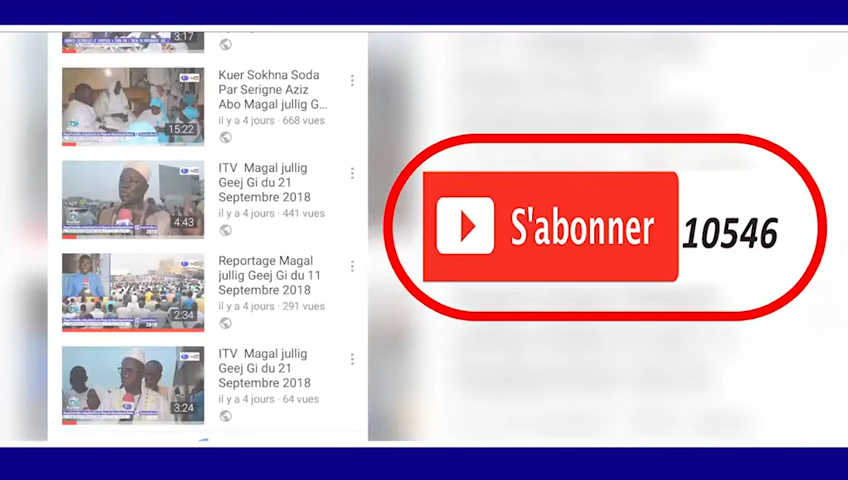 3:17
Kuer Sokhna Soda
Par Serigne Aziz
Abo Magal jullig G...
il y a 4 jours · 668 vues
15:22
ITV Magal jullig
Geej Gi du 21
Septembre 2018
il y a 4 jours · 441 vues
4:43
Reportage Magal
jullig Geej Gi du 11
Septembre 2018
il y a 4 jours · 291 vues
2:34
ITV Magal jullig
Geej Gi du 21
Septembre 2018
il y a 4 jours · 64 vues
3:24
S'abonner
10546